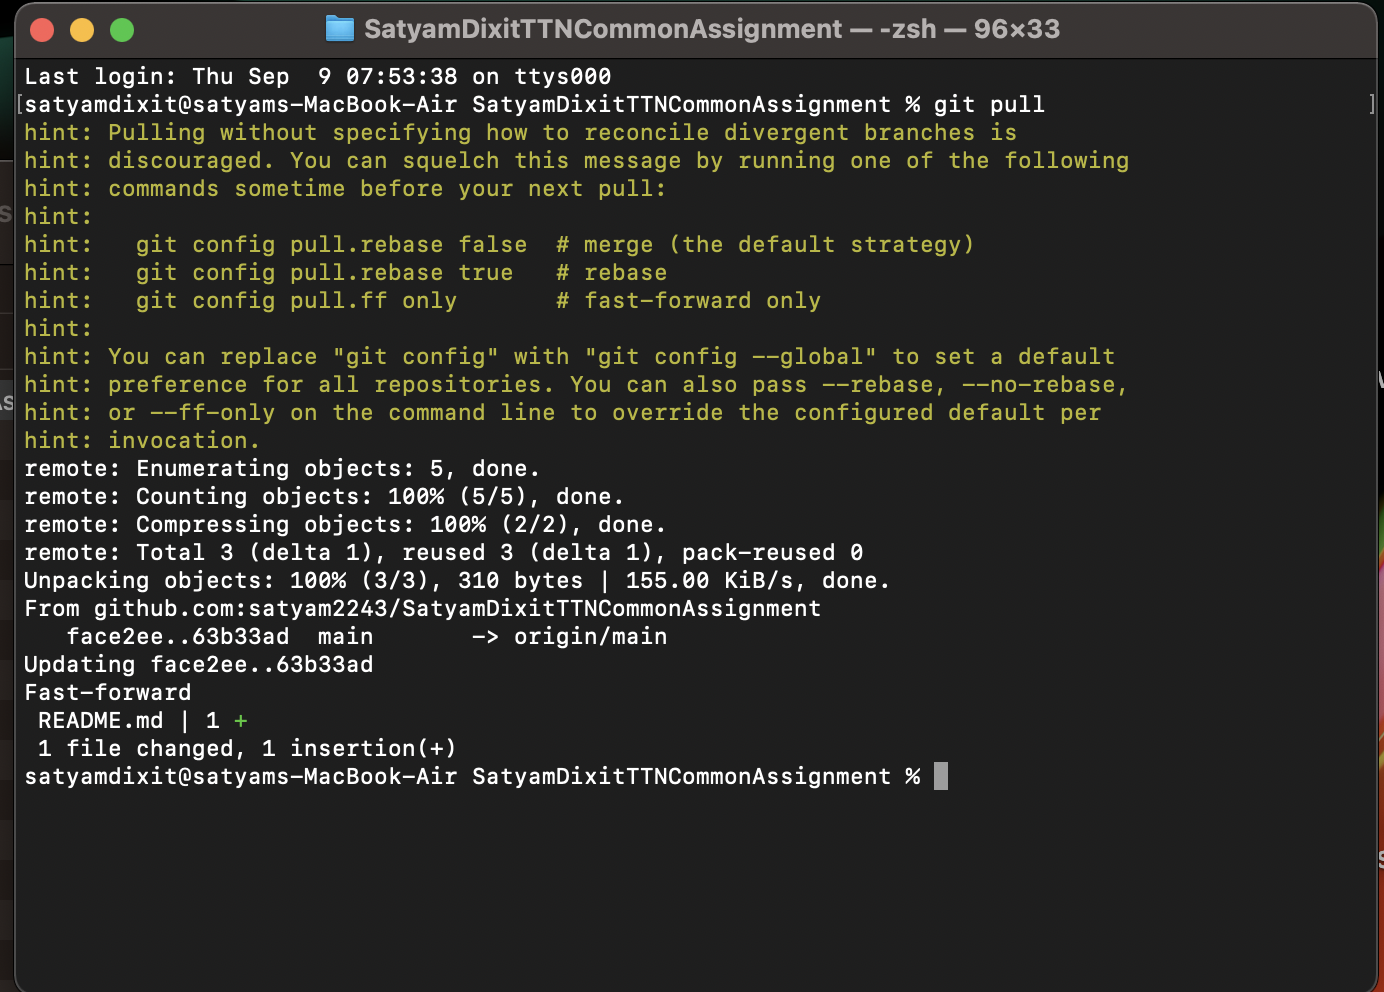 SatyamDixitTTNCommonAssignment — -zsh — 96×33
Last login: Thu Sep  9 07:53:38 on ttys000
[satyamdixit@satyams-MacBook-Air SatyamDixitTTNCommonAssignment % git pull ]
hint: Pulling without specifying how to reconcile divergent branches is
hint: discouraged. You can squelch this message by running one of the following
hint: commands sometime before your next pull:
hint:
hint:   git config pull.rebase false  # merge (the default strategy)
hint:   git config pull.rebase true   # rebase
hint:   git config pull.ff only       # fast-forward only
hint:
hint: You can replace "git config" with "git config --global" to set a default
hint: preference for all repositories. You can also pass --rebase, --no-rebase,
hint: or --ff-only on the command line to override the configured default per
hint: invocation.
remote: Enumerating objects: 5, done.
remote: Counting objects: 100% (5/5), done.
remote: Compressing objects: 100% (2/2), done.
remote: Total 3 (delta 1), reused 3 (delta 1), pack-reused 0
Unpacking objects: 100% (3/3), 310 bytes | 155.00 KiB/s, done.
From github.com:satyam2243/SatyamDixitTTNCommonAssignment
   face2ee..63b33ad  main       -> origin/main
Updating face2ee..63b33ad
Fast-forward
 README.md | 1 +
 1 file changed, 1 insertion(+)
satyamdixit@satyams-MacBook-Air SatyamDixitTTNCommonAssignment %